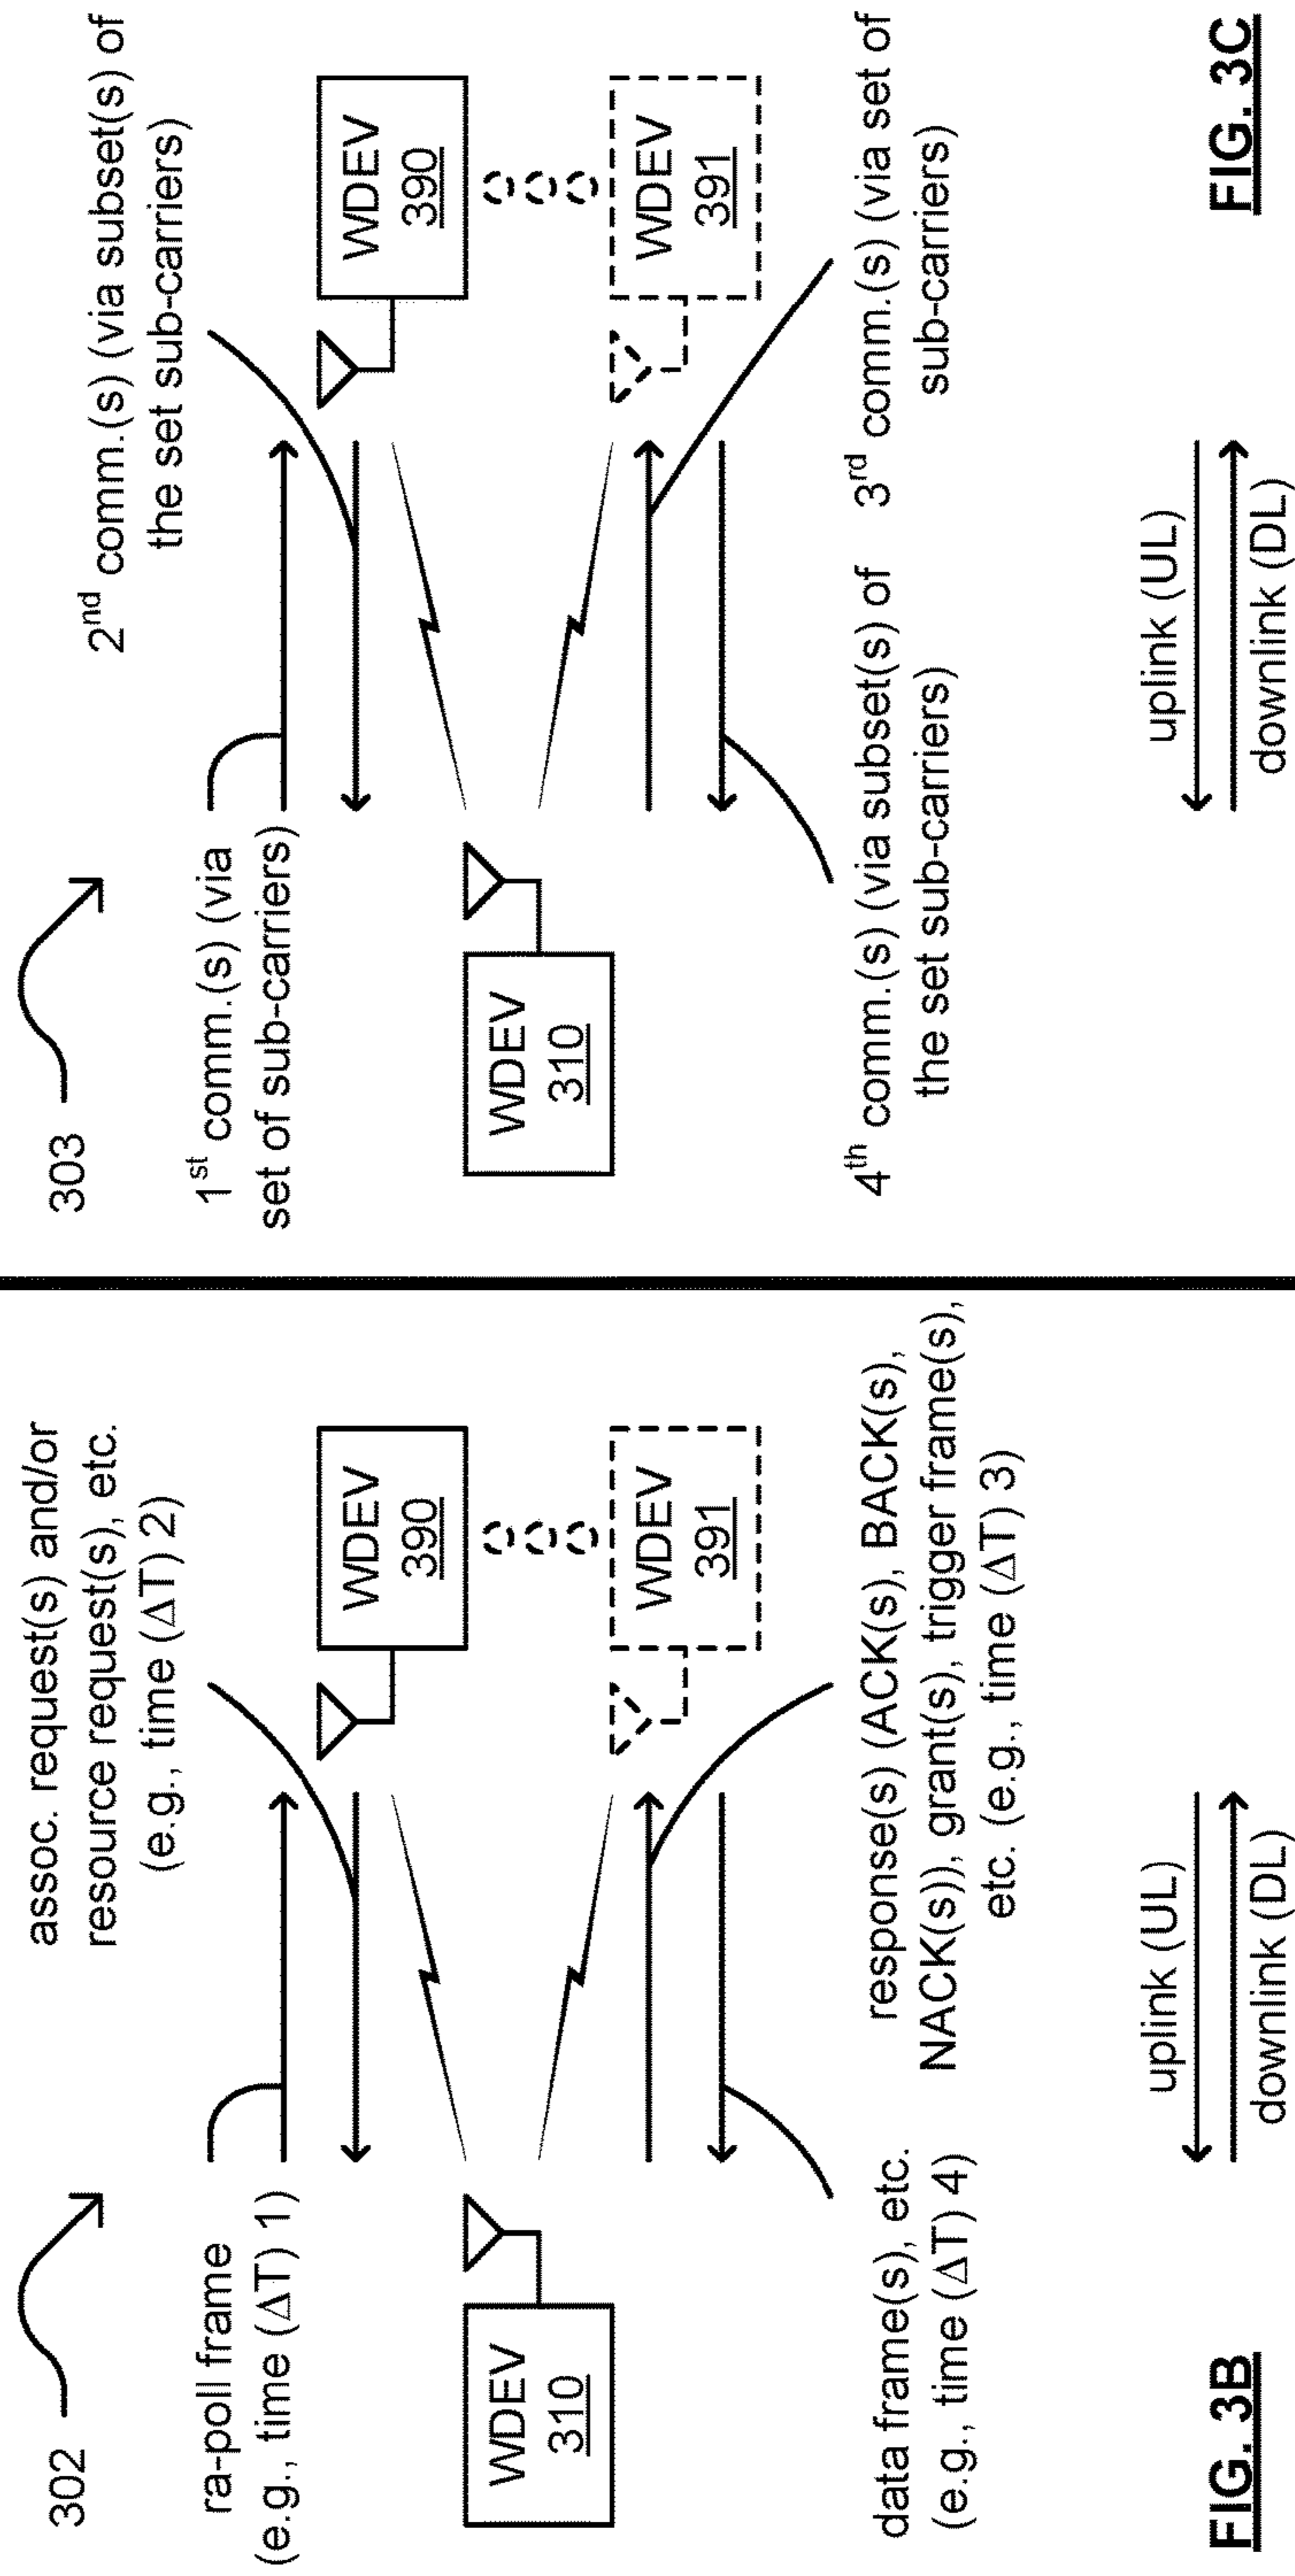 302
ra-poll frame
(e.g., time (ΔT) 1)
assoc. request(s) and/or
resource request(s), etc.
(e.g., time (ΔT) 2)
WDEV
310
WDEV
390
WDEV
391
data frame(s), etc.
(e.g., time (ΔT) 4)
response(s) (ACK(s), BACK(s),
NACK(s)), grant(s), trigger frame(s),
etc. (e.g., time (ΔT) 3)
uplink (UL)
downlink (DL)
FIG. 3B
303
1st comm.(s) (via
set of sub-carriers)
2nd comm.(s) (via subset(s) of
the set sub-carriers)
WDEV
310
WDEV
390
WDEV
391
4th comm.(s) (via subset(s) of
the set sub-carriers)
3rd comm.(s) (via set of
sub-carriers)
uplink (UL)
downlink (DL)
FIG. 3C